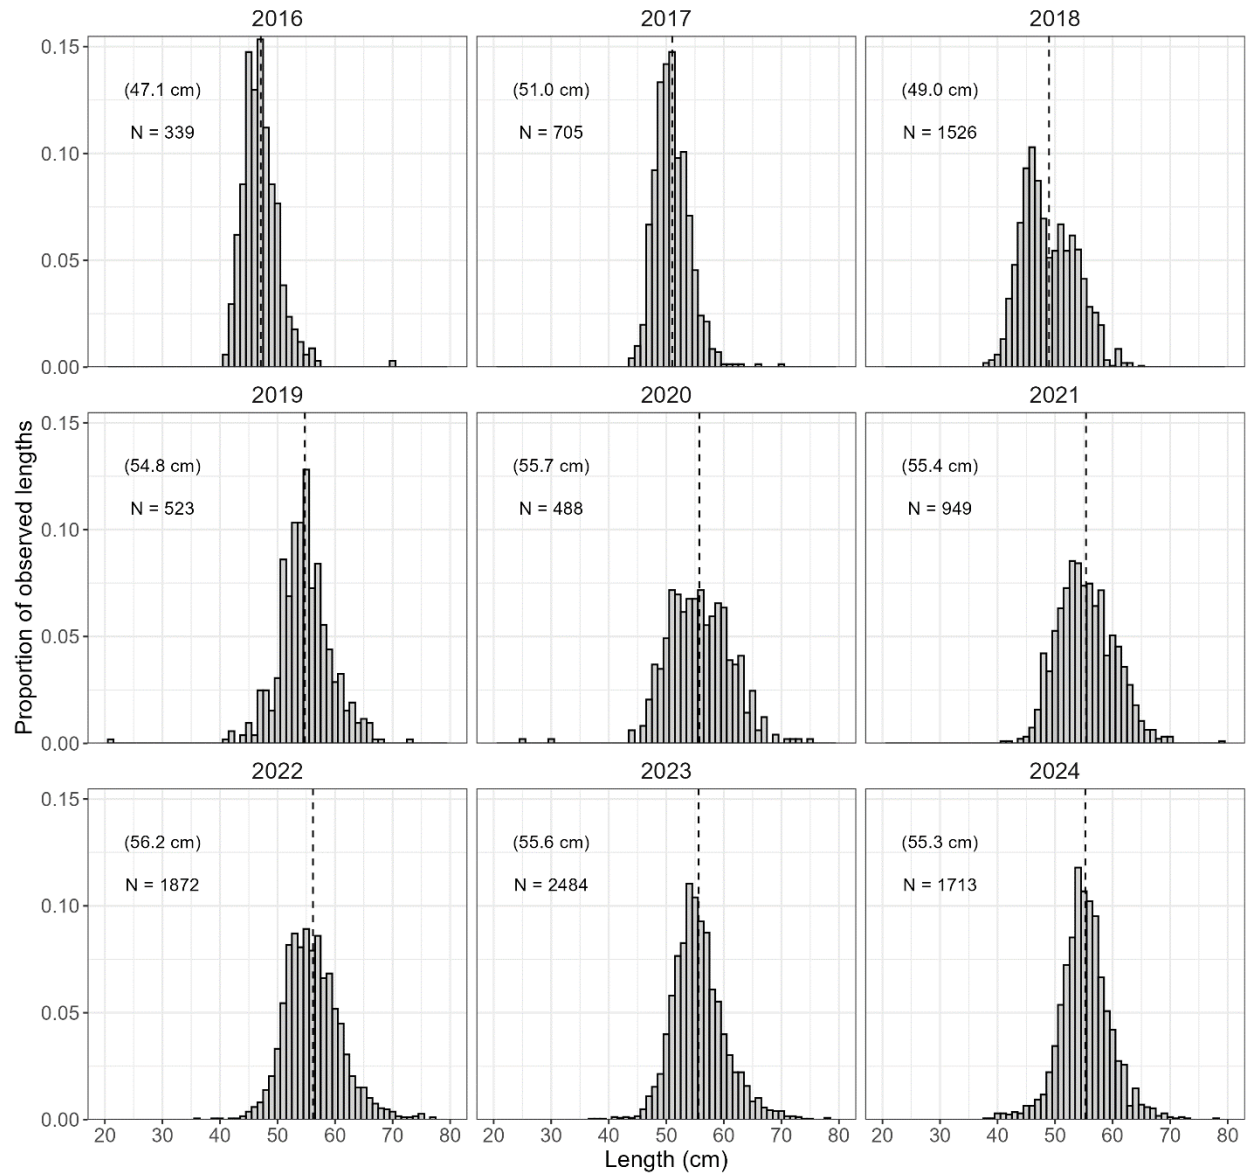 2016
2017
2018
0.15
(47.1 cm)
(51.0 cm)
(49.0 cm)
N = 339
N = 705
N = 1526
0.10
0.05
0.00
2019
2020
2021
0.15
(54.8 cm)
(55.7 cm)
(55.4 cm)
N = 523
N = 488
N = 949
0.10
0.05
0.00
Proportion of observed lengths
2022
2023
2024
0.15
(56.2 cm)
(55.6 cm)
(55.3 cm)
N = 1872
N = 2484
N = 1713
0.10
0.05
0.00
20 30 40 50 60 70 80
20 30 40 50 60 70 80
20 30 40 50 60 70 80
Length (cm)